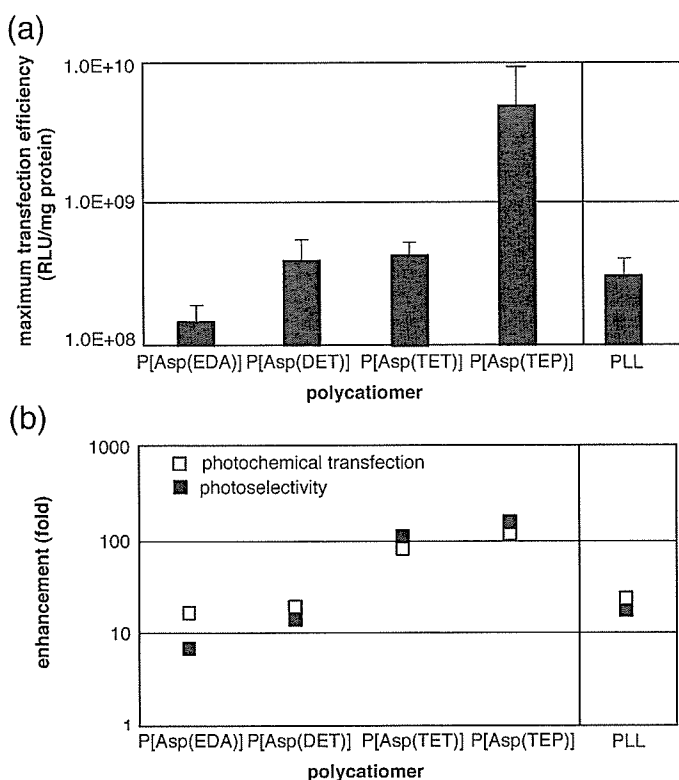 (a)
maximum transfection efficiency
(RLU/mg protein)
1.0E+10
1.0E+09
1.0E+08
P[Asp(EDA)] P[Asp(DET)] P[Asp(TET)] P[Asp(TEP)] PLL
polycatiomer
(b)
enhancement (fold)
1000
100
10
1
photochemical transfection
photoselectivity
P[Asp(EDA)] P[Asp(DET)] P[Asp(TET)] P[Asp(TEP)] PLL
polycatiomer